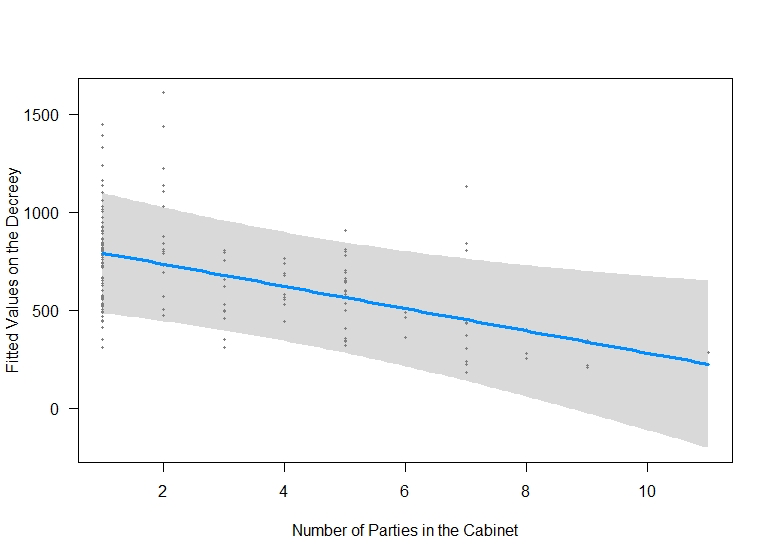 1500
1000
500
0
Fitted Values on the Decreey
2 4 6 8 10
Number of Parties in the Cabinet